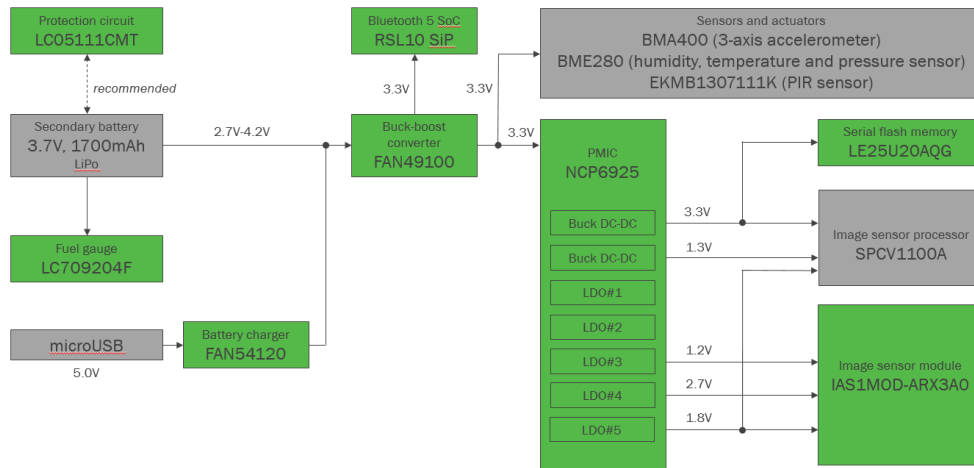 Protection circuit
LC05111CMT
recommended
Secondary battery
3.7V, 1700mAh
LiPo
Fuel gauge
LC709204F
microUSB
5.0V
Battery charger
FAN54120
2.7V-4.2V
Bluetooth 5 SoC
RSL10 SiP
3.3V
Buck-boost
converter
FAN49100
3.3V
3.3V
Sensors and actuators
BMA400 (3-axis accelerometer)
BME280 (humidity, temperature and pressure sensor)
EKMB1307111K (PIR sensor)
PMIC
NCP6925
Buck DC-DC
Buck DC-DC
LDO#1
LDO#2
LDO#3
LDO#4
LDO#5
3.3V
1.3V
1.2V
2.7V
1.8V
Serial flash memory
LE25U20AQG
Image sensor processor
SPCV1100A
Image sensor module
IAS1MOD-ARX3A0